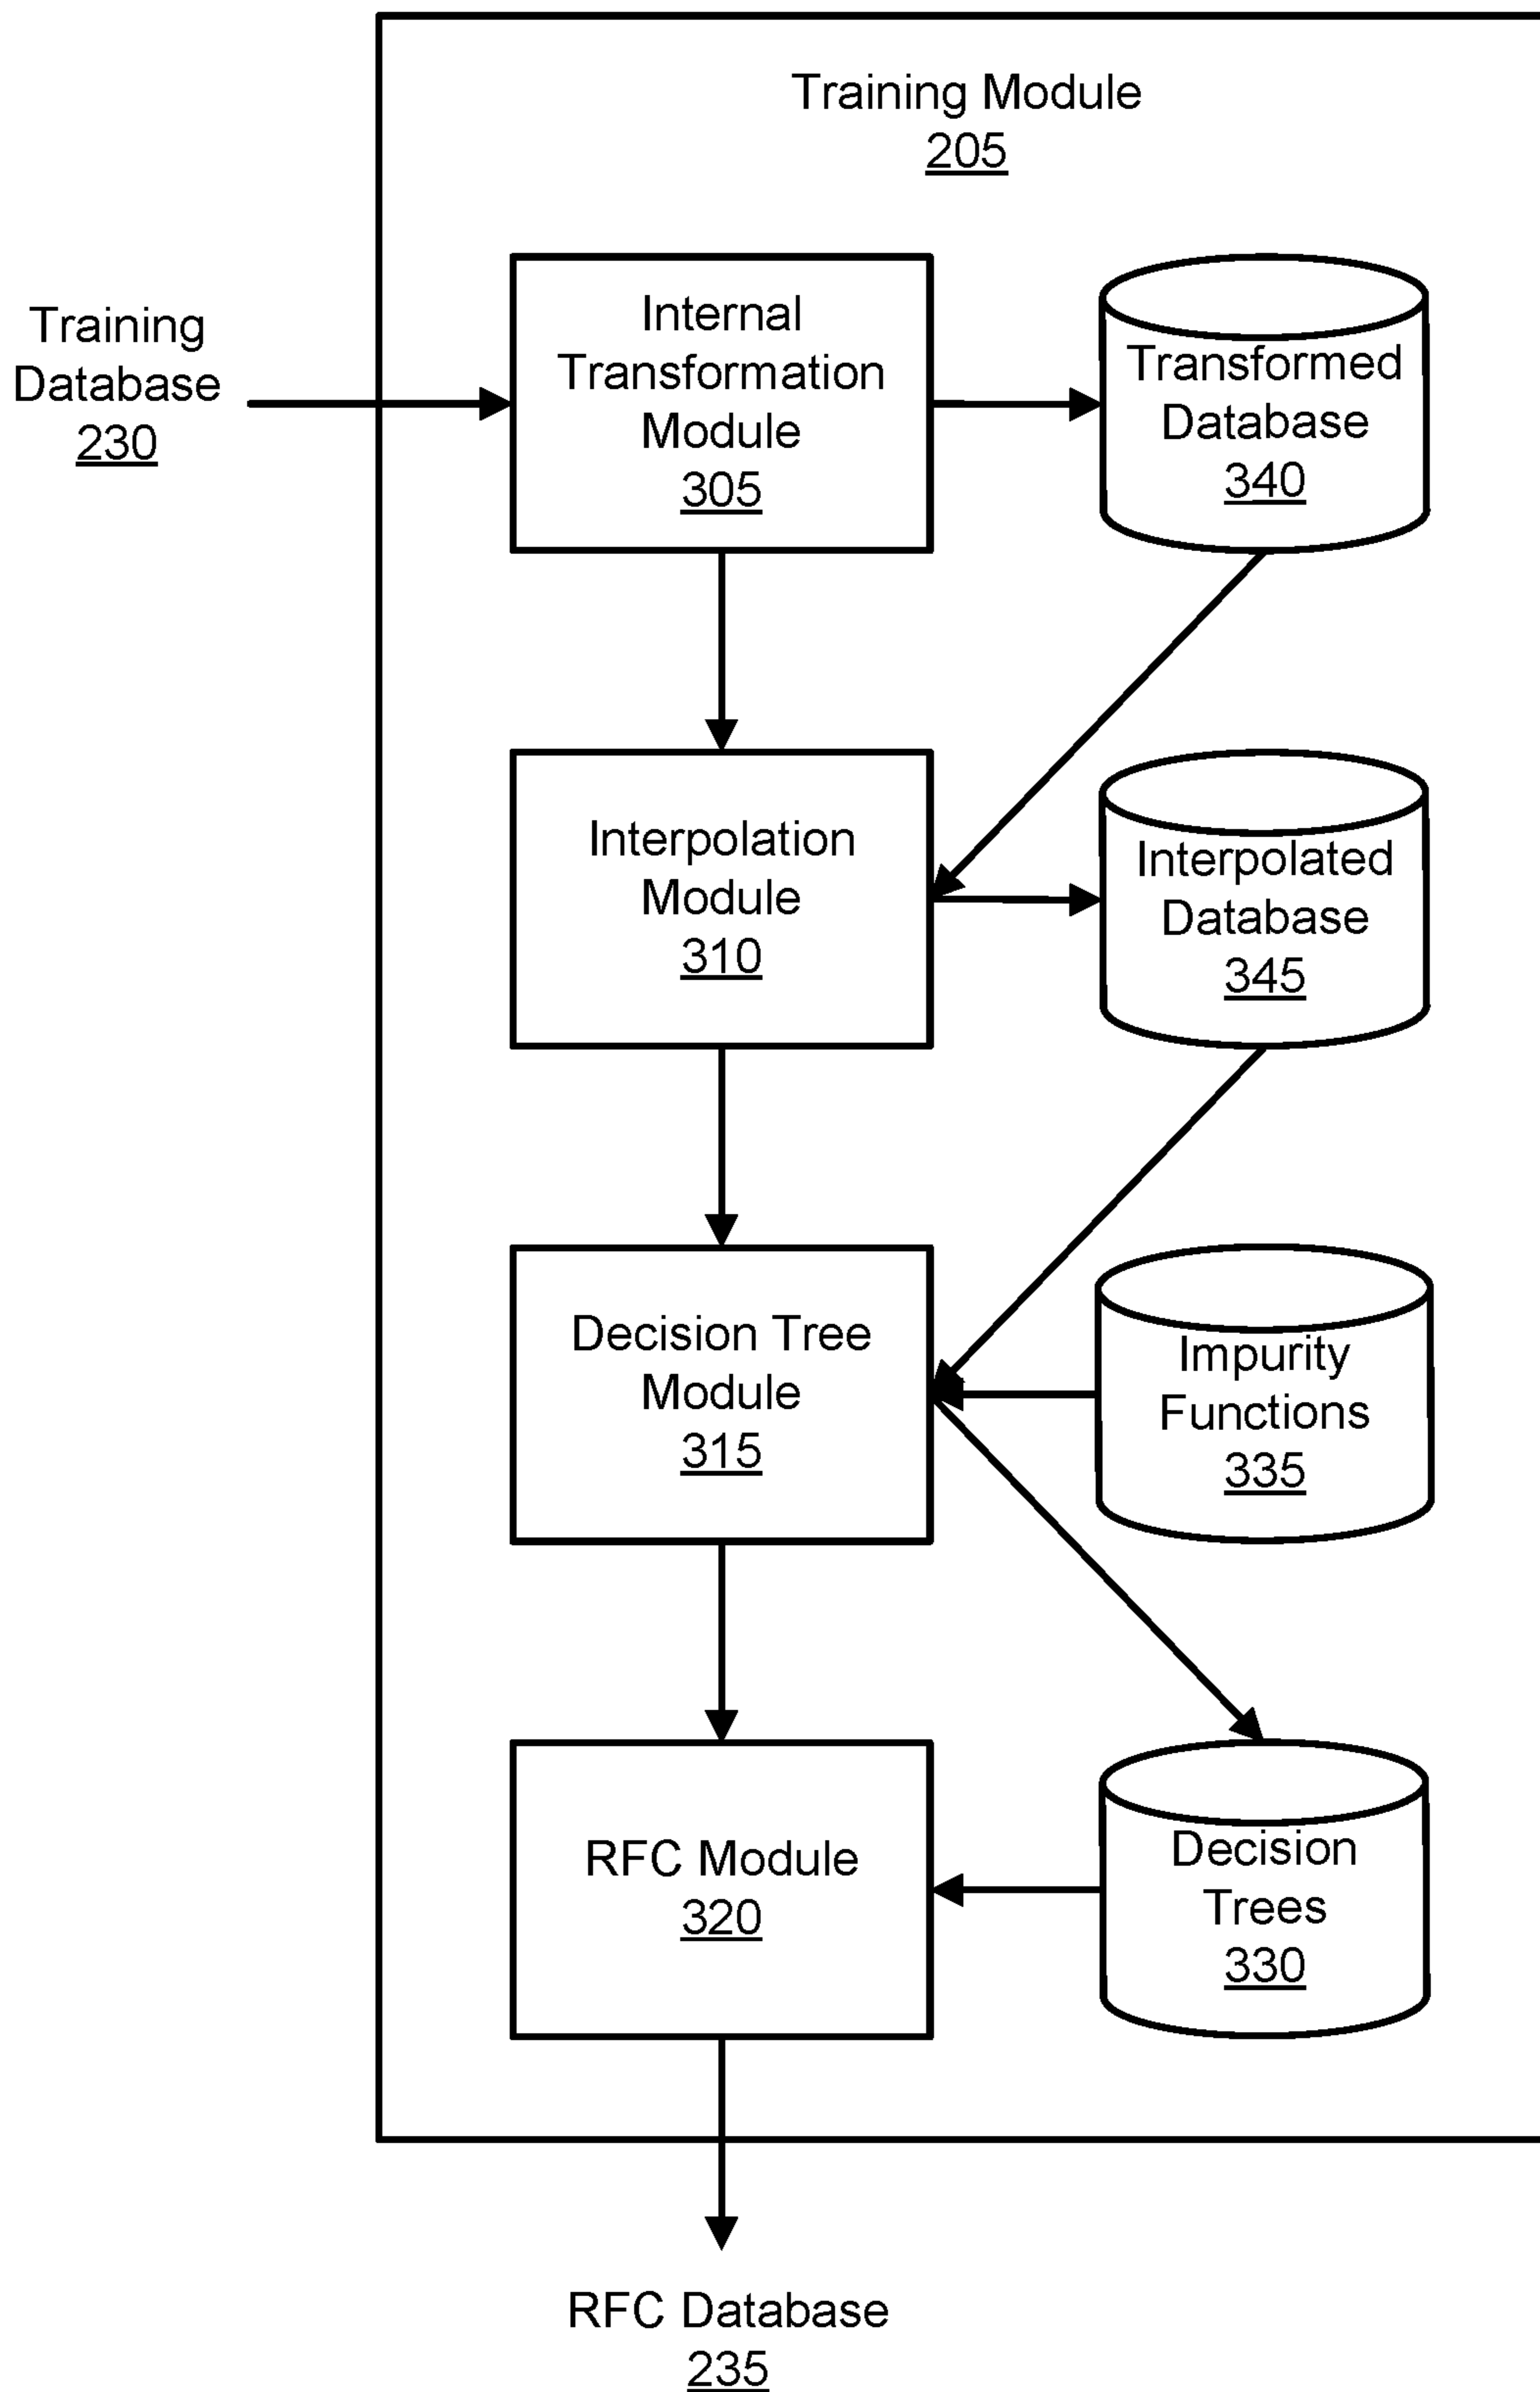 Training Module
205
Training
Database
230
Internal
Transformation
Module
305
Transformed
Database
340
Interpolation
Module
310
Interpolated
Database
345
Decision Tree
Module
315
Impurity
Functions
335
RFC Module
320
Decision
Trees
330
RFC Database
235